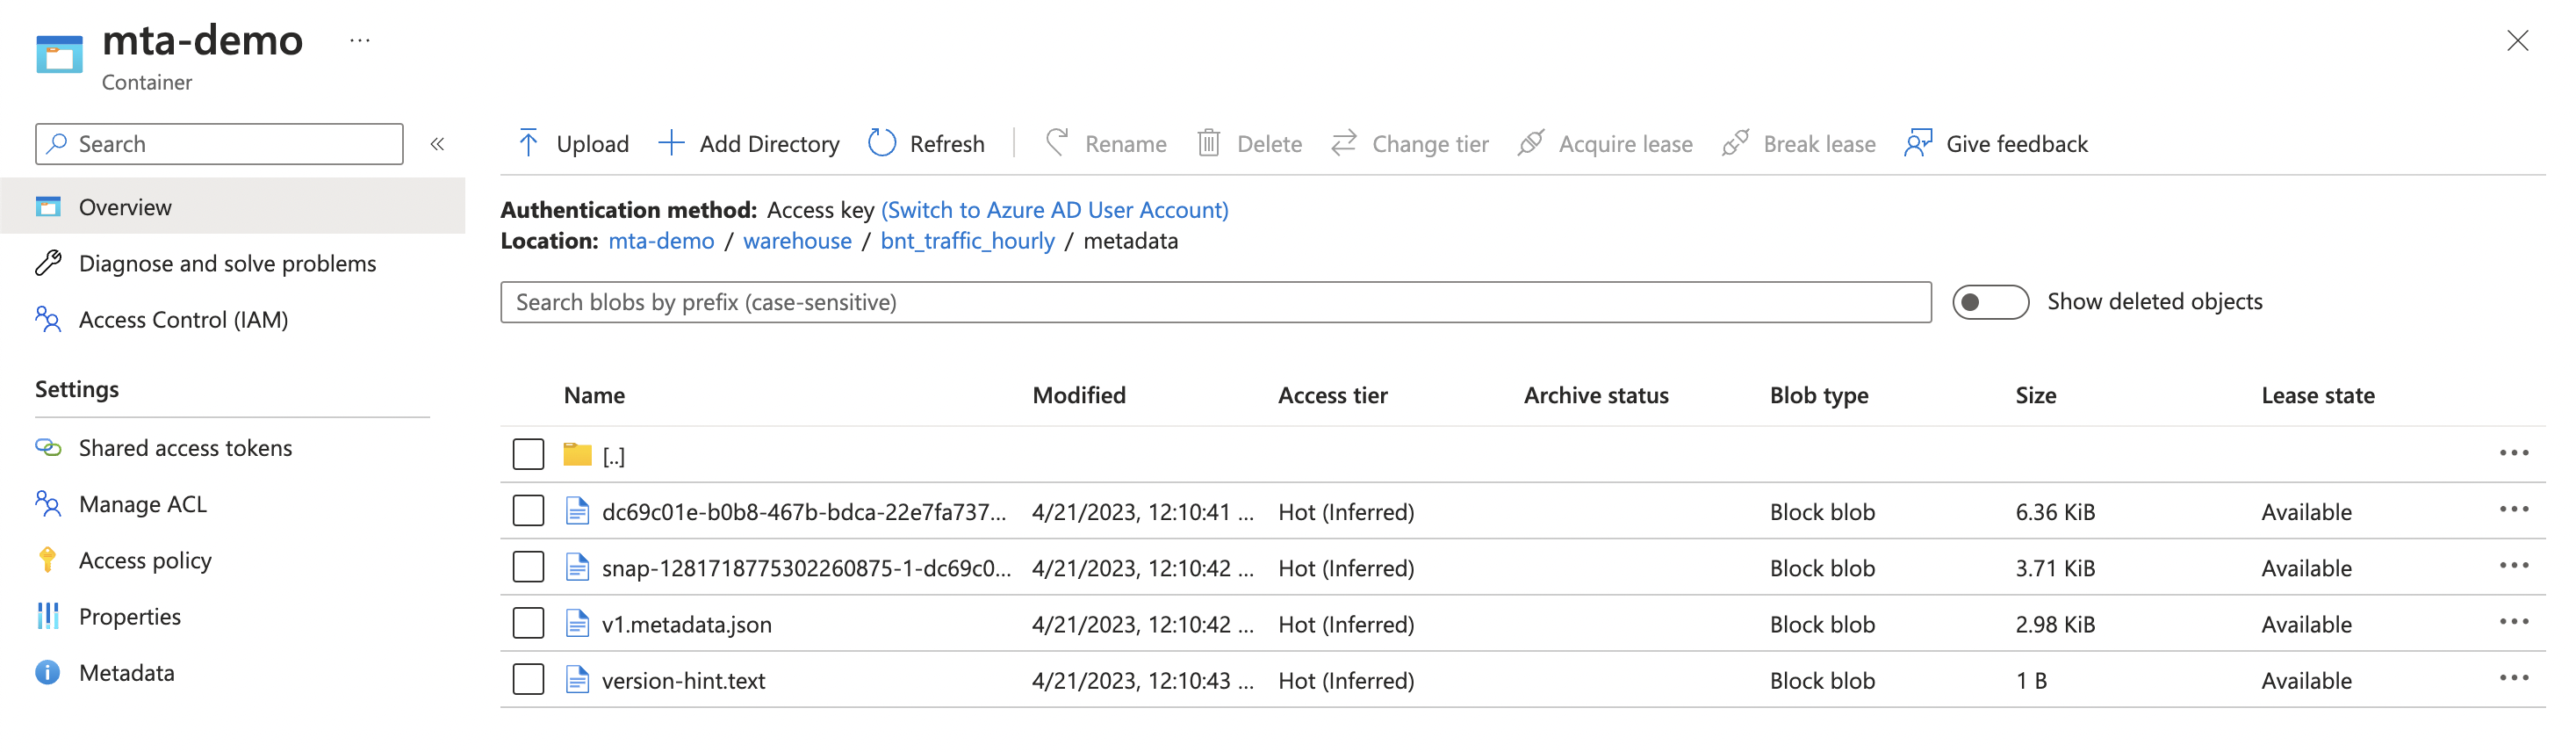 mta-demo ...
Container
Search «
Overview
Diagnose and solve problems
Access Control (IAM)
Settings
Shared access tokens
Manage ACL
Access policy
Properties
Metadata
Upload Add Directory Refresh Rename Delete Change tier Acquire lease Break lease Give feedback
Authentication method: Access key (Switch to Azure AD User Account)
Location: mta-demo / warehouse / bnt_traffic_hourly / metadata
Search blobs by prefix (case-sensitive) Show deleted objects
Name Modified Access tier Archive status Blob type Size Lease state
[..]
dc69c01e-b0b8-467b-bdca-22e7fa737... 4/21/2023, 12:10:41 ... Hot (Inferred) Block blob 6.36 KiB Available
snap-1281718775302260875-1-dc69c0... 4/21/2023, 12:10:42 ... Hot (Inferred) Block blob 3.71 KiB Available
v1.metadata.json 4/21/2023, 12:10:42 ... Hot (Inferred) Block blob 2.98 KiB Available
version-hint.text 4/21/2023, 12:10:43 ... Hot (Inferred) Block blob 1 B Available